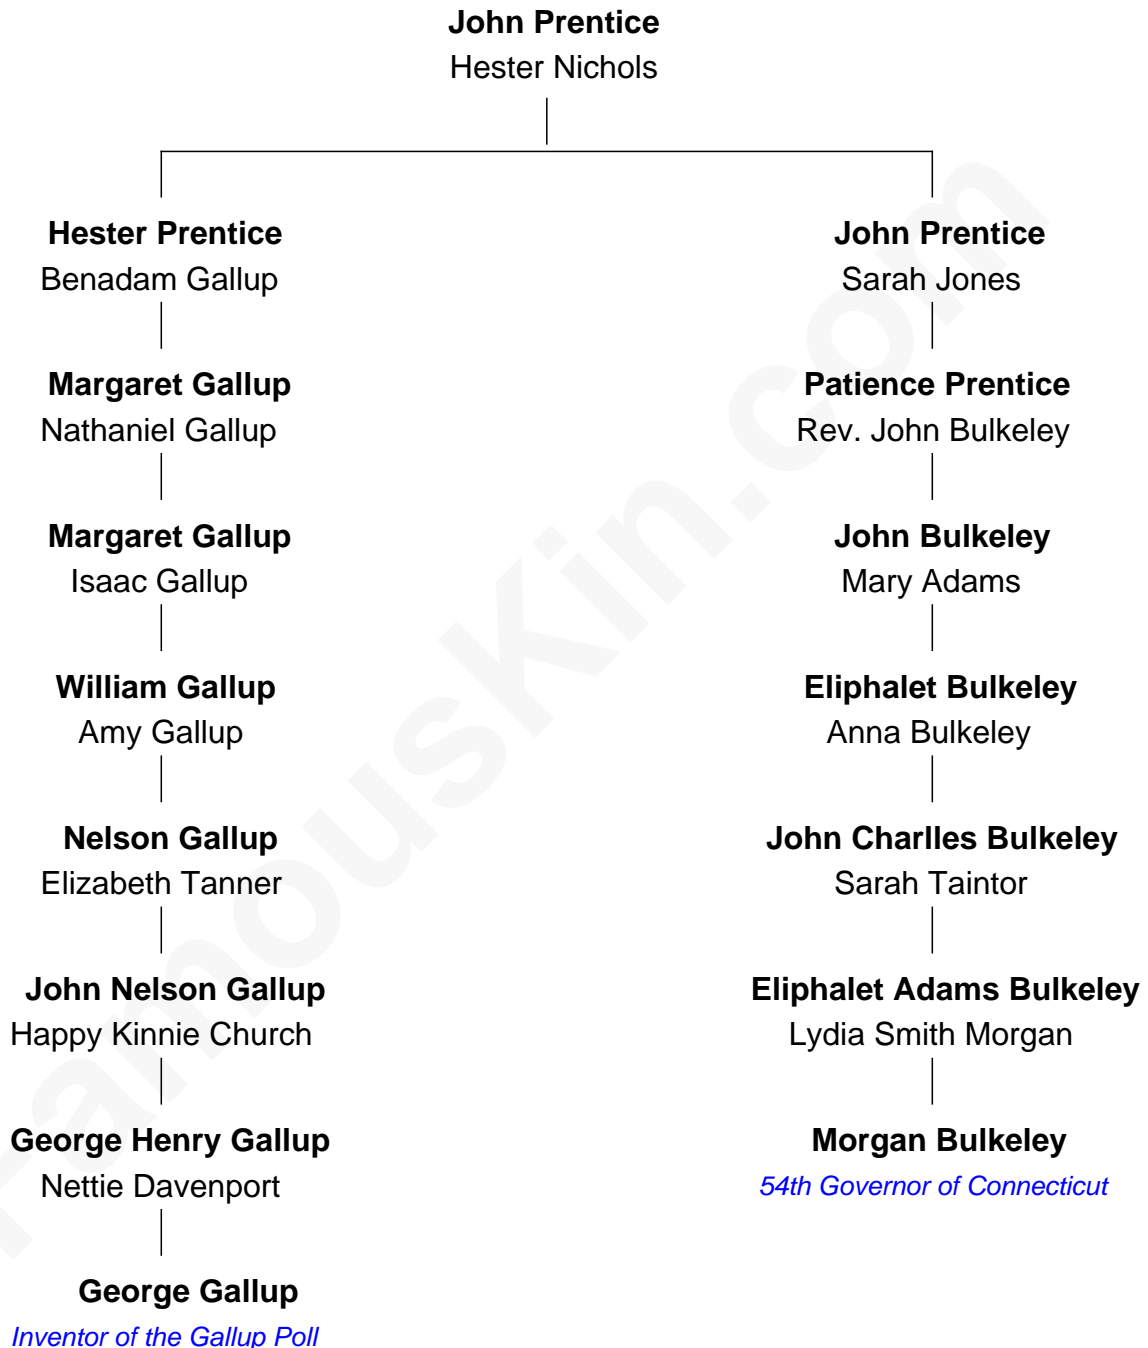 John Prentice
Hester Nichols
Hester Prentice
Benadam Gallup
John Prentice
Sarah Jones
Margaret Gallup
Nathaniel Gallup
Patience Prentice
Rev. John Bulkeley
Margaret Gallup
Isaac Gallup
John Bulkeley
Mary Adams
William Gallup
Amy Gallup
Eliphalet Bulkeley
Anna Bulkeley
Nelson Gallup
Elizabeth Tanner
John Charlles Bulkeley
Sarah Taintor
John Nelson Gallup
Happy Kinnie Church
Eliphalet Adams Bulkeley
Lydia Smith Morgan
George Henry Gallup
Nettie Davenport
Morgan Bulkeley
54th Governor of Connecticut
George Gallup
Inventor of the Gallup Poll
FamousKin.com